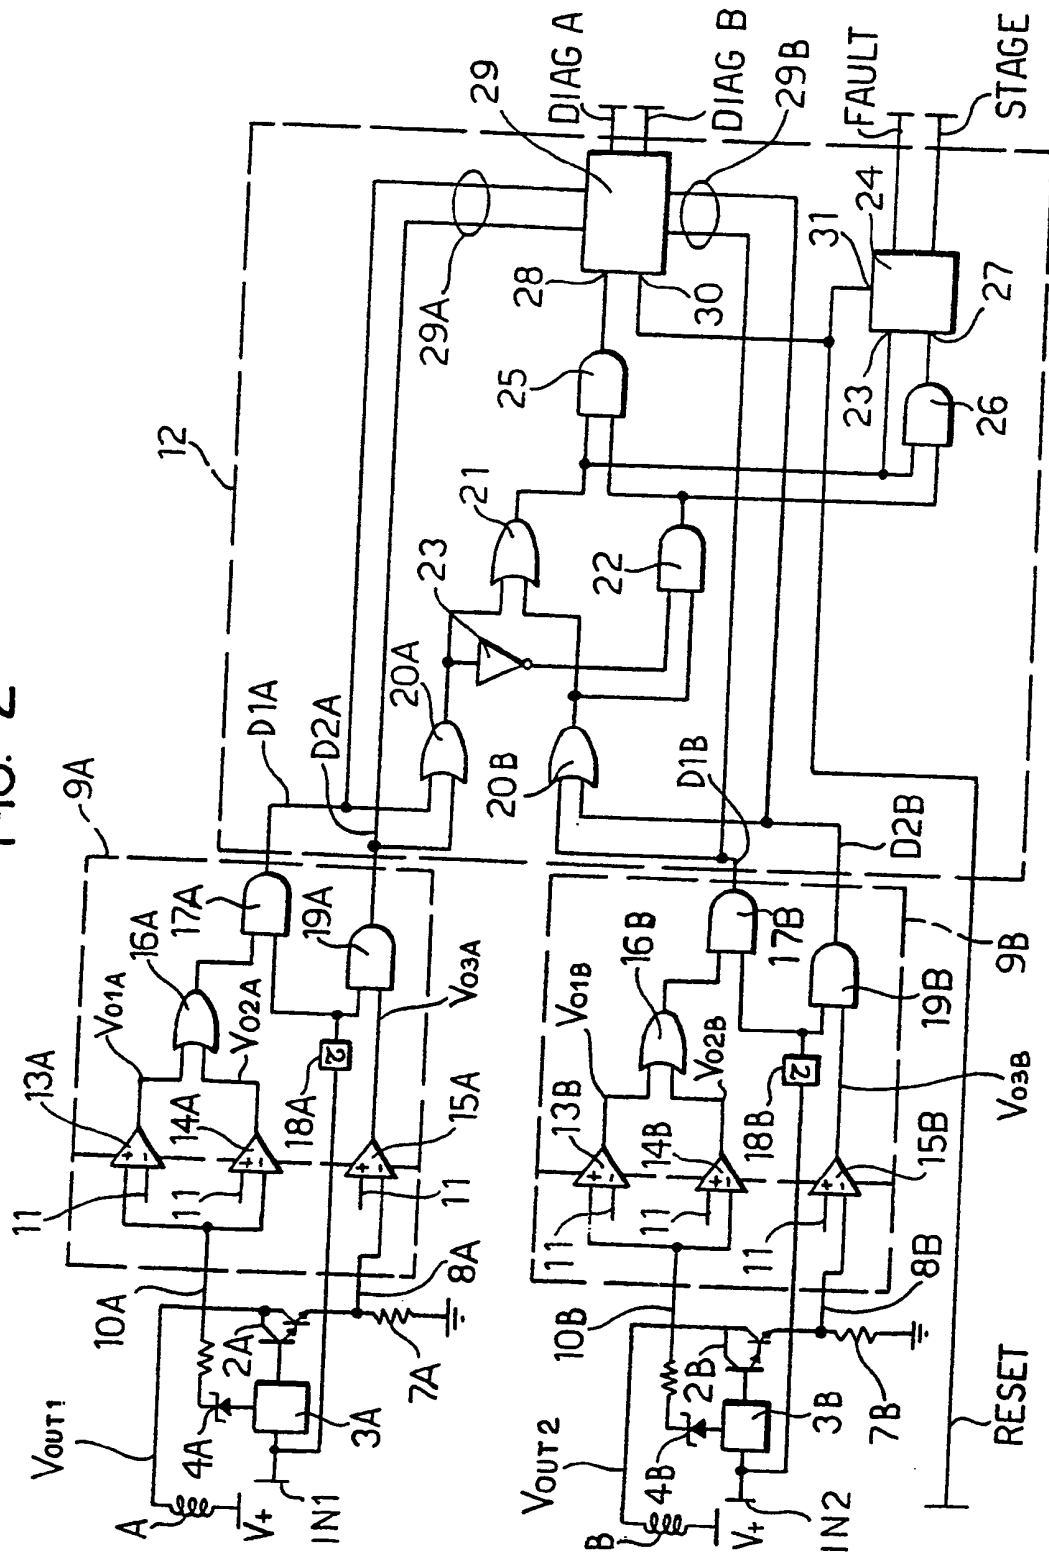 FIG. 2
12
9A
13A
V01A
16A
17A
D1A
D2A
20A
23
21
25
29A
28
29
DIAG A
DIAG B
29B
30
11
14A
11
V02A
18A
2
19A
V03A
15A
11
8A
10A
VOUT1
4A
2A
3A
7A
A
V+
IN1
20B
22
D1B
D2B
23
26
27
31
24
FAULT
STAGE
9B
13B
V01B
16B
17B
11
14B
11
V02B
18B
2
19B
V03B
15B
11
8B
10B
VOUT2
4B
2B
3B
7B
B
V+
IN2
RESET